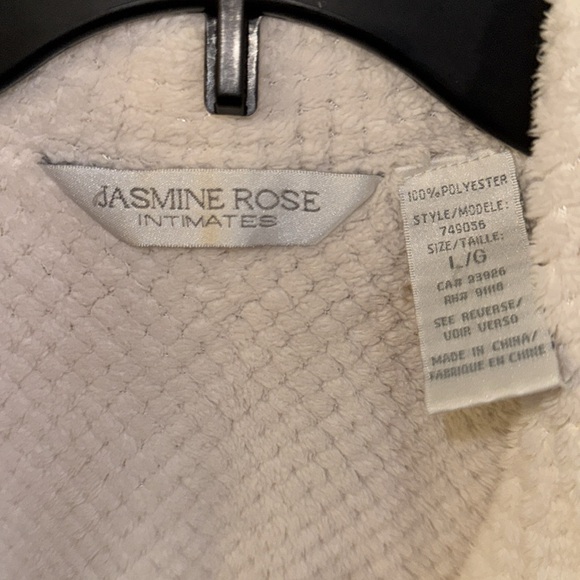 JASMINE ROSE
INTIMATES
100% POLYESTER
STYLE/MODELE:
749056
SIZE/TAILLE:
L/G
CA# 93986
RN# 91118
SEE REVERSE/
VOIR VERSO
MADE IN CHINA/
FABRIQUE EN CHINE